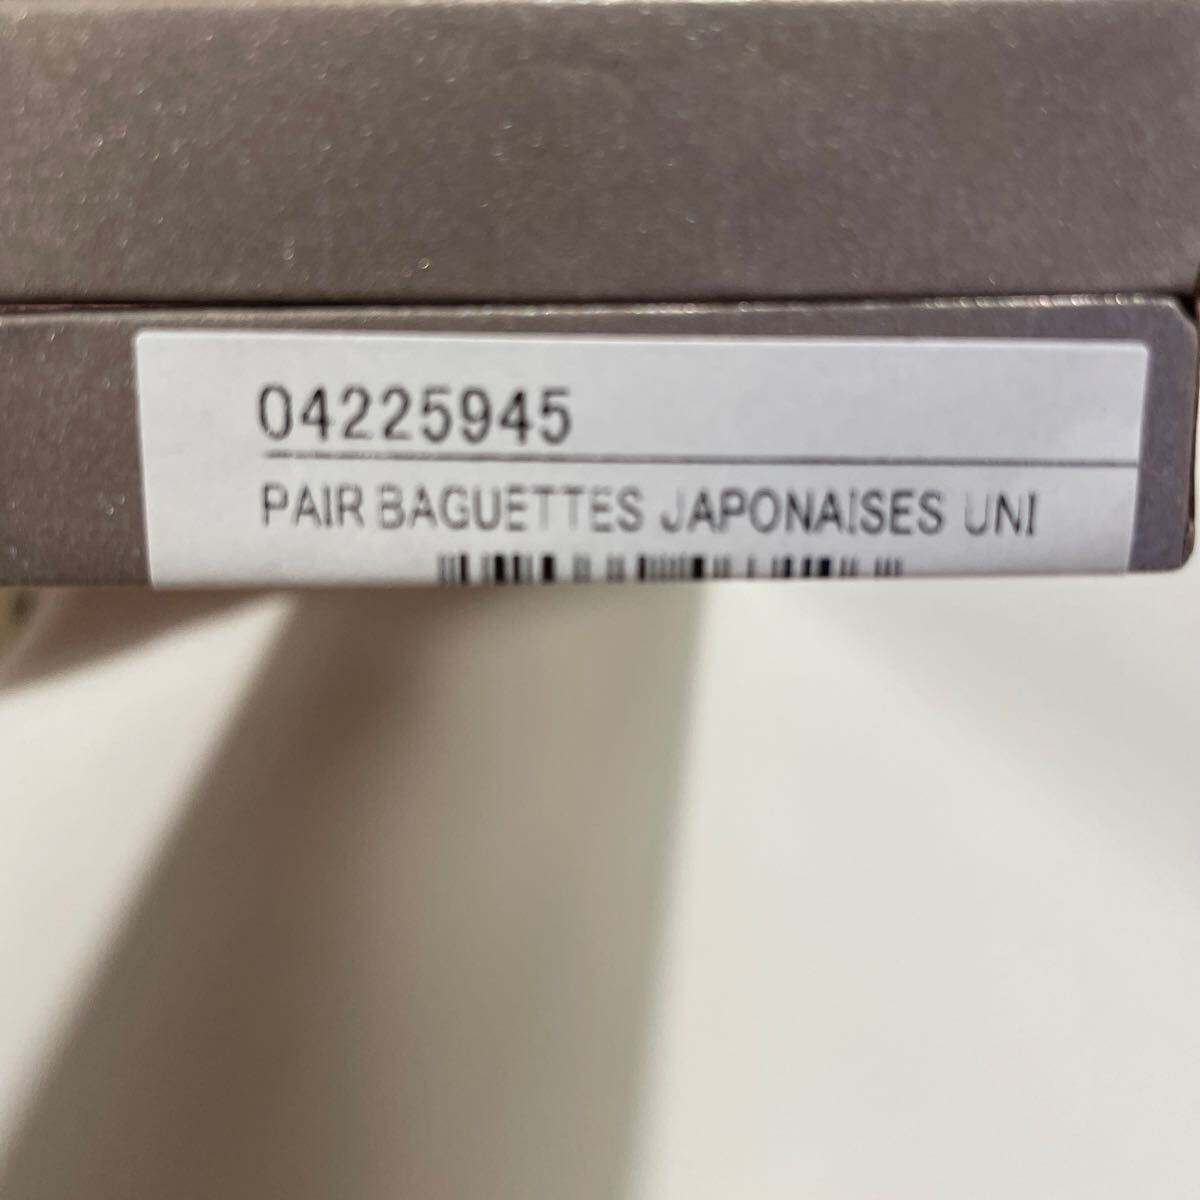 04225945
PAIR BAGUETTES JAPONAISES UNI